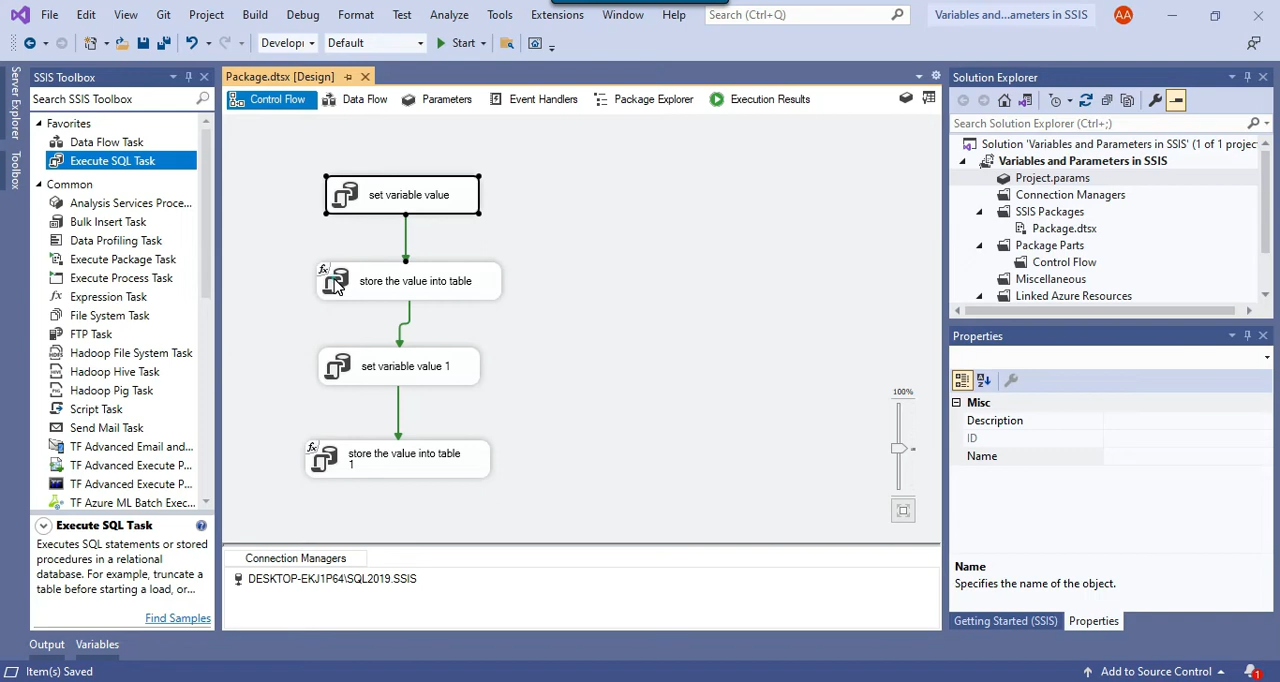 File Edit View Git Project Build Debug Format Test Analyze Tools Extensions Window Help Search (Ctrl+Q) Variables and...ameters in SSIS AA
Developı Default Start
Server Explorer
Toolbox
SSIS Toolbox
Search SSIS Toolbox
Favorites
Data Flow Task
Execute SQL Task
Common
Analysis Services Proce...
Bulk Insert Task
Data Profiling Task
Execute Package Task
Execute Process Task
Expression Task
File System Task
FTP Task
Hadoop File System Task
Hadoop Hive Task
Hadoop Pig Task
Script Task
Send Mail Task
TF Advanced Email and...
TF Advanced Execute P...
TF Advanced Execute P...
TF Azure ML Batch Exec...
Execute SQL Task
Executes SQL statements or stored
procedures in a relational
database. For example, truncate a
table before starting a load, or...
Find Samples
Package.dtsx [Design]
Control Flow Data Flow Parameters Event Handlers Package Explorer Execution Results
set variable value
fx
store the value into table
set variable value 1
fx
store the value into table
1
100%
Connection Managers
DESKTOP-EKJ1P64\SQL2019.SSIS
Solution Explorer
Search Solution Explorer (Ctrl+;)
Solution 'Variables and Parameters in SSIS' (1 of 1 projec
Variables and Parameters in SSIS
Project.params
Connection Managers
SSIS Packages
Package.dtsx
Package Parts
Control Flow
Miscellaneous
Linked Azure Resources
Properties
Misc
Description
ID
Name
Name
Specifies the name of the object.
Getting Started (SSIS) Properties
Output Variables
Item(s) Saved
Add to Source Control 1